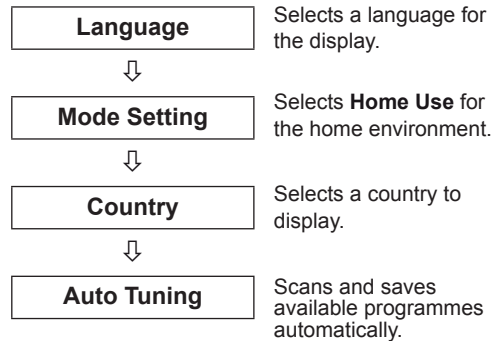 Language
Selects a language for
the display.
Mode Setting
Selects Home Use for
the home environment.
Country
Selects a country to
display.
Auto Tuning
Scans and saves
available programmes
automatically.